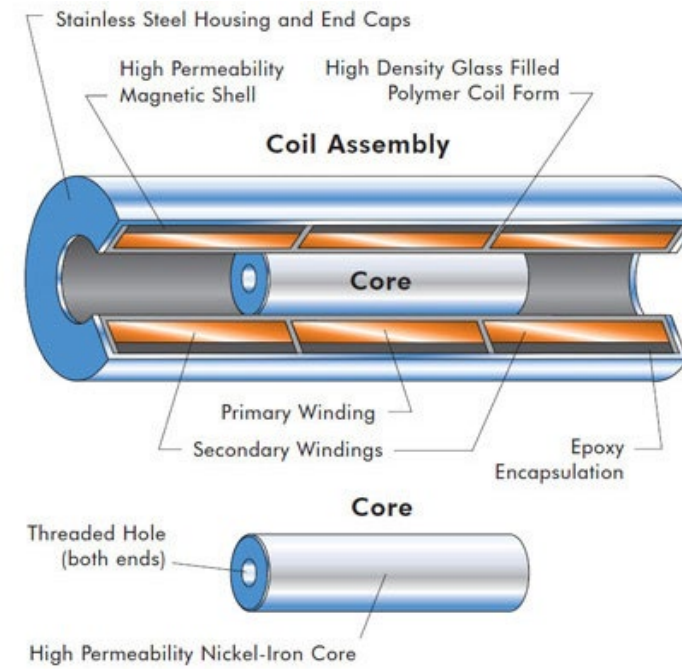 Stainless Steel Housing and End Caps
High Permeability
Magnetic Shell
High Density Glass Filled
Polymer Coil Form
Coil Assembly
Core
Primary Winding
Secondary Windings
Epoxy
Encapsulation
Core
Threaded Hole
(both ends)
High Permeability Nickel-Iron Core